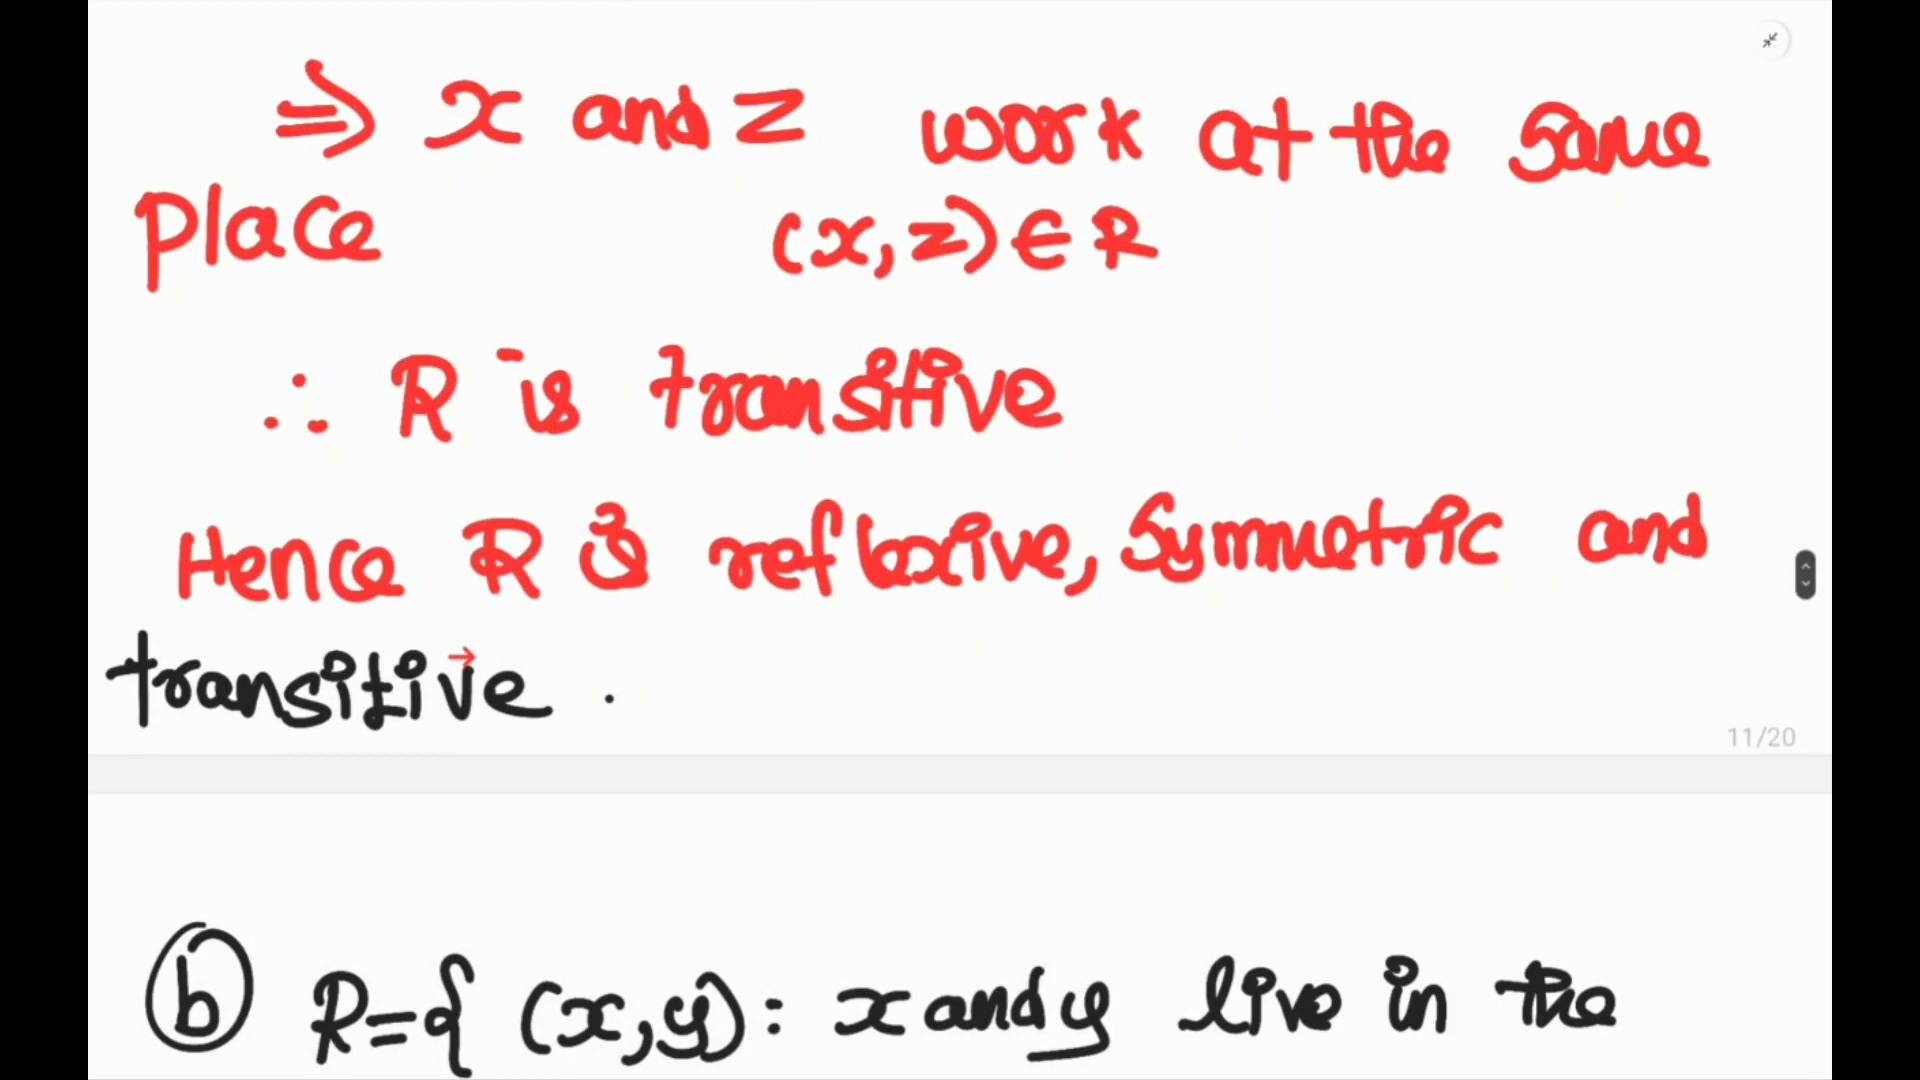 ⇒ x and z work at the same
place (x,z) ∈ R
∴ R is transitive
Hence R is reflexive, Symmetric and
transitive .
11/20
(b) R={ (x,y): x and y live in the